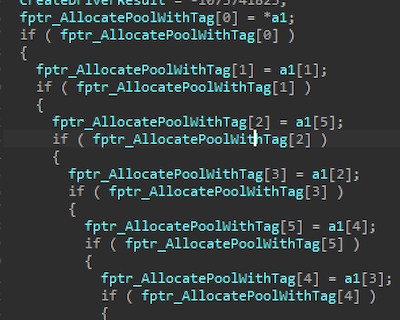 CreateDriverResult = -1073741823;
fptr_AllocatePoolWithTag[0] = *a1;
if ( fptr_AllocatePoolWithTag[0] )
{
fptr_AllocatePoolWithTag[1] = a1[1];
if ( fptr_AllocatePoolWithTag[1] )
{
fptr_AllocatePoolWithTag[2] = a1[5];
if ( fptr_AllocatePoolWithTag[2] )
{
fptr_AllocatePoolWithTag[3] = a1[2];
if ( fptr_AllocatePoolWithTag[3] )
{
fptr_AllocatePoolWithTag[5] = a1[4];
if ( fptr_AllocatePoolWithTag[5] )
{
fptr_AllocatePoolWithTag[4] = a1[3];
if ( fptr_AllocatePoolWithTag[4] )
{